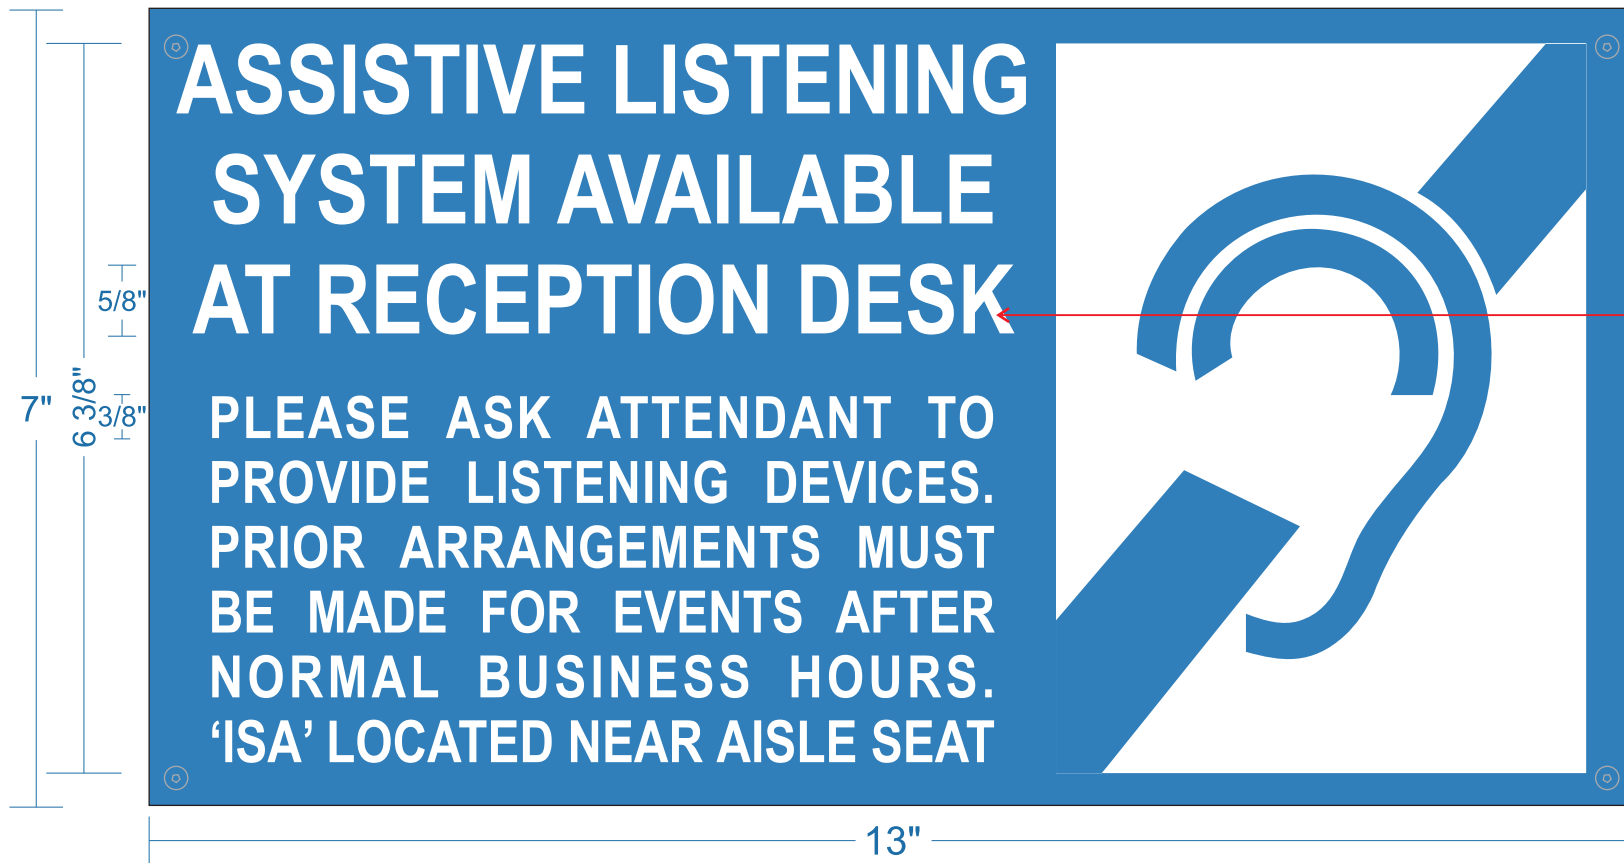 ASSISTIVE LISTENING
SYSTEM AVAILABLE
AT RECEPTION DESK
5/8"
7"
6 3/8"
3/8"
PLEASE ASK ATTENDANT TO
PROVIDE LISTENING DEVICES.
PRIOR ARRANGEMENTS MUST
BE MADE FOR EVENTS AFTER
NORMAL BUSINESS HOURS.
‘ISA’ LOCATED NEAR AISLE SEAT
13"